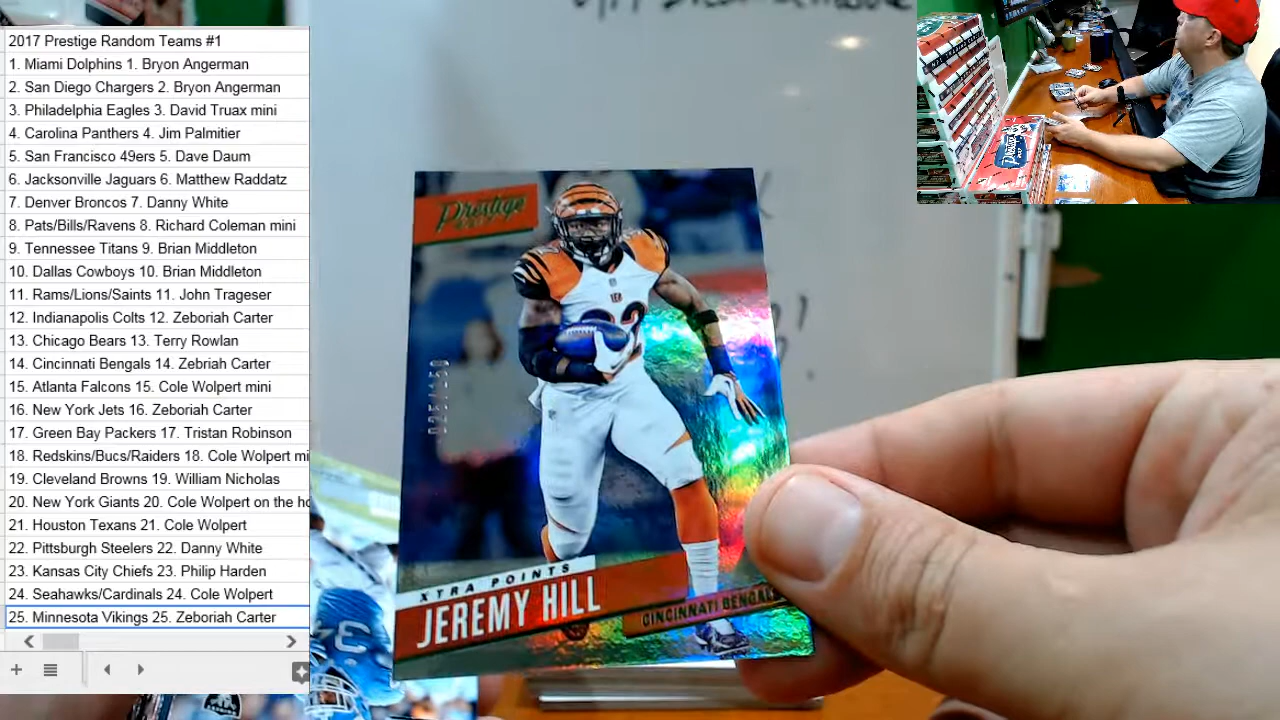 2017 Prestige Random Teams #1
1. Miami Dolphins 1. Bryon Angerman
2. San Diego Chargers 2. Bryon Angerman
3. Philadelphia Eagles 3. David Truax mini
4. Carolina Panthers 4. Jim Palmitier
5. San Francisco 49ers 5. Dave Daum
6. Jacksonville Jaguars 6. Matthew Raddatz
7. Denver Broncos 7. Danny White
8. Pats/Bills/Ravens 8. Richard Coleman mini
9. Tennessee Titans 9. Brian Middleton
10. Dallas Cowboys 10. Brian Middleton
11. Rams/Lions/Saints 11. John Trageser
12. Indianapolis Colts 12. Zeboriah Carter
13. Chicago Bears 13. Terry Rowlan
14. Cincinnati Bengals 14. Zebriah Carter
15. Atlanta Falcons 15. Cole Wolpert mini
16. New York Jets 16. Zeboriah Carter
17. Green Bay Packers 17. Tristan Robinson
18. Redskins/Bucs/Raiders 18. Cole Wolpert mi
19. Cleveland Browns 19. William Nicholas
20. New York Giants 20. Cole Wolpert on the ho
21. Houston Texans 21. Cole Wolpert
22. Pittsburgh Steelers 22. Danny White
23. Kansas City Chiefs 23. Philip Harden
24. Seahawks/Cardinals 24. Cole Wolpert
25. Minnesota Vikings 25. Zeboriah Carter
Prestige
XTRA POINTS
JEREMY HILL
CINCINNATI BENGALS
Prestige